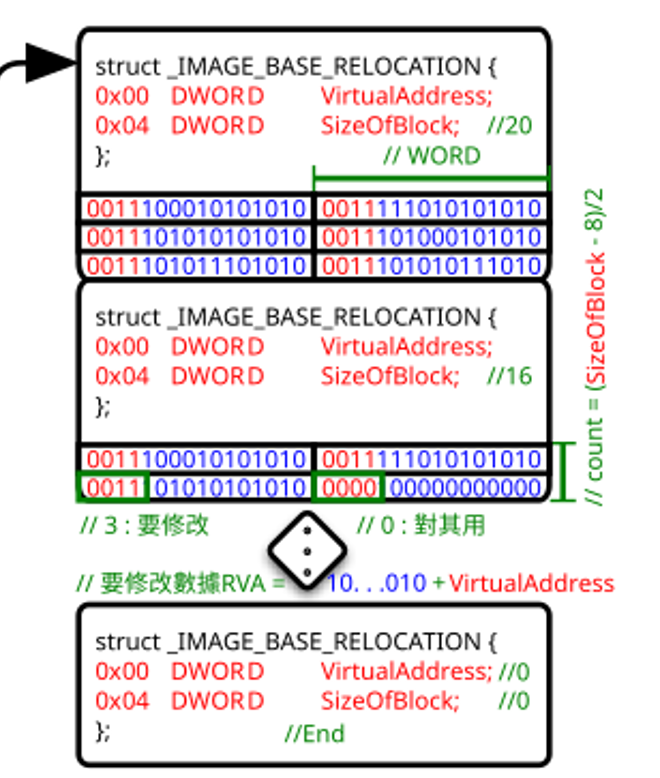 struct _IMAGE_BASE_RELOCATION {
0x00 DWORD VirtualAddress;
0x04 DWORD SizeOfBlock; //20
};
// WORD
0011100010101010 0011111010101010
0011101010101010 0011101000101010
0011101011101010 0011101010111010
struct _IMAGE_BASE_RELOCATION {
0x00 DWORD VirtualAddress;
0x04 DWORD SizeOfBlock; //16
};
0011100010101010 0011111010101010
0011 01010101010 0000 00000000000
// count = (SizeOfBlock - 8)/2
// 3 : 要修改
// 0 : 對其用
// 要修改數據RVA = 10. . .010 + VirtualAddress
struct _IMAGE_BASE_RELOCATION {
0x00 DWORD VirtualAddress; //0
0x04 DWORD SizeOfBlock; //0
}; //End